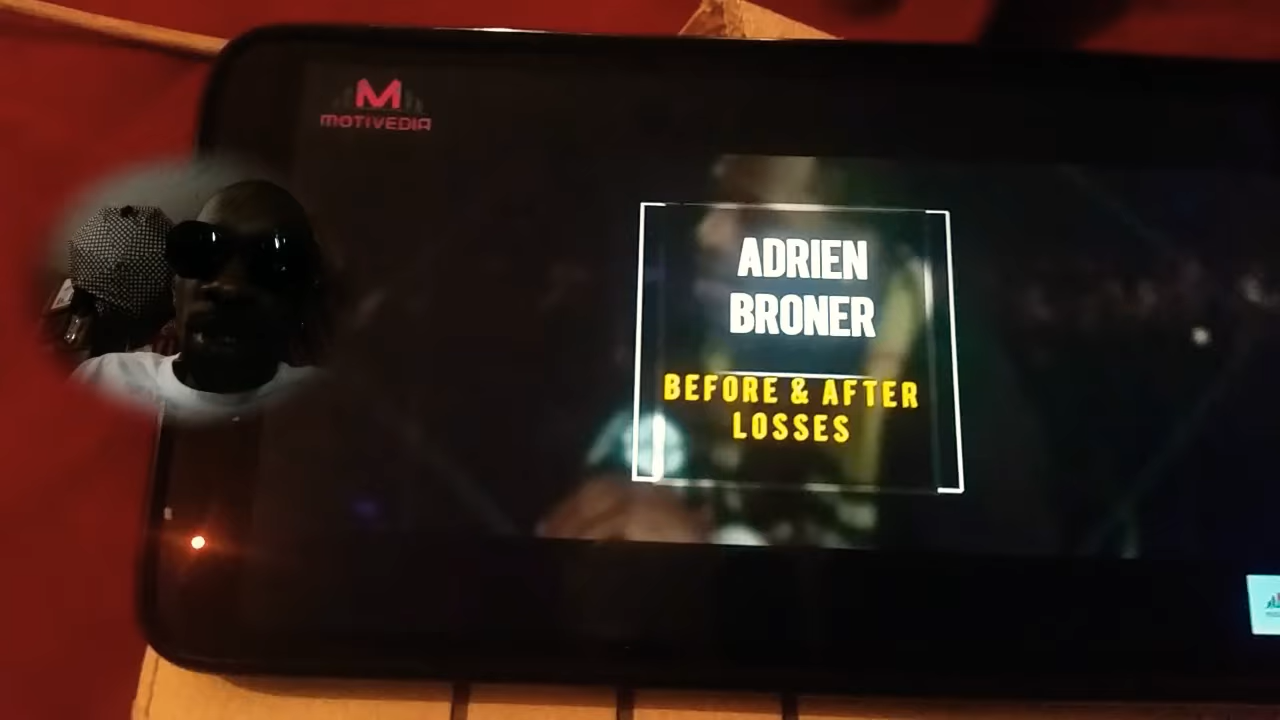 MOTIVEDIA
ADRIEN
BRONER
BEFORE & AFTER
LOSSES